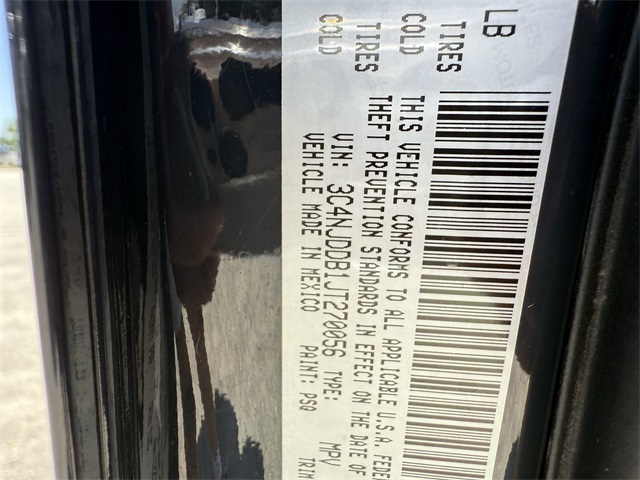 LB
TIRES COLD
TIRES COLD
THIS VEHICLE CONFORMS TO ALL APPLICABLE U.S.A. FEDE
THEFT PREVENTION STANDARDS IN EFFECT ON THE DATE OF
VIN: 3C4NJDDB1JT270056 TYPE: MPV
VEHICLE MADE IN MEXICO PAINT: PSQ TRIM